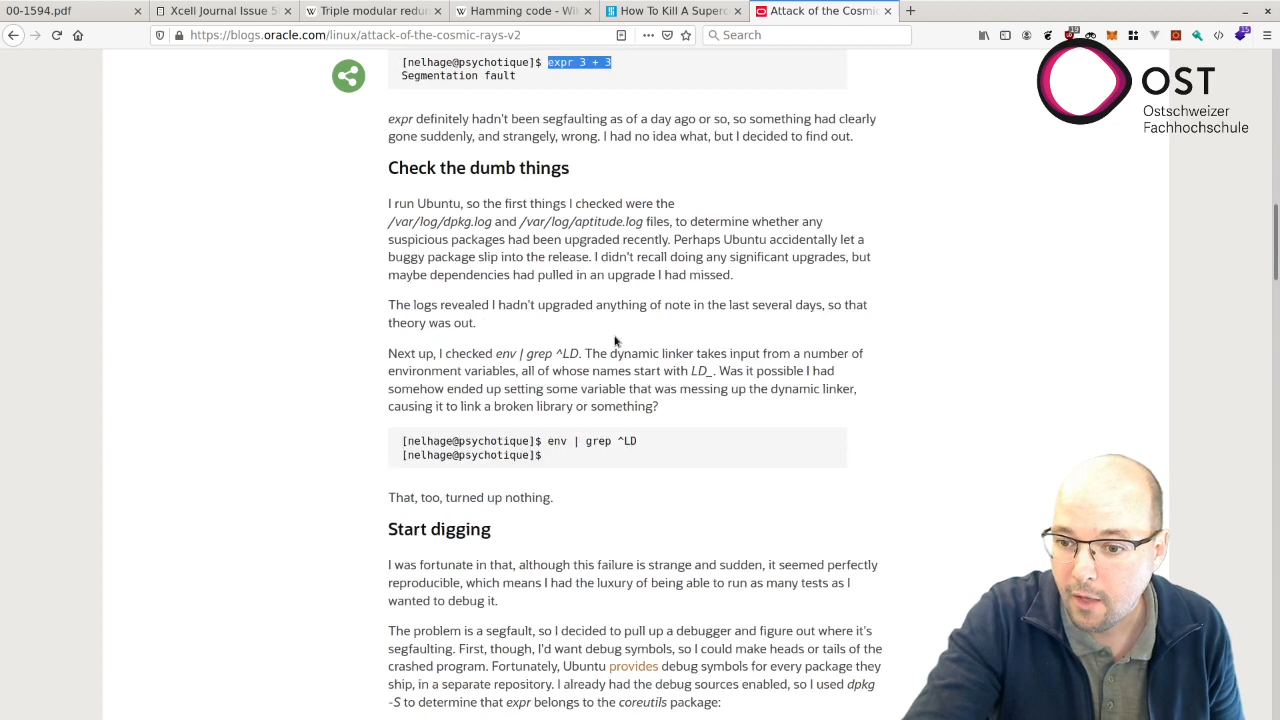 00-1594.pdf
Xcell Journal Issue 5
Triple modular redun
Hamming code - Wi
How To Kill A Superc
Attack of the Cosmic
https://blogs.oracle.com/linux/attack-of-the-cosmic-rays-v2
Search
15
OST
Ostschweizer
Fachhochschule
[nelhage@psychotique]$ expr 3 + 3
Segmentation fault
expr definitely hadn't been segfaulting as of a day ago or so, so something had clearly
gone suddenly, and strangely, wrong. I had no idea what, but I decided to find out.
Check the dumb things
I run Ubuntu, so the first things I checked were the
/var/log/dpkg.log and /var/log/aptitude.log files, to determine whether any
suspicious packages had been upgraded recently. Perhaps Ubuntu accidentally let a
buggy package slip into the release. I didn't recall doing any significant upgrades, but
maybe dependencies had pulled in an upgrade I had missed.
The logs revealed I hadn't upgraded anything of note in the last several days, so that
theory was out.
Next up, I checked env | grep ^LD. The dynamic linker takes input from a number of
environment variables, all of whose names start with LD_. Was it possible I had
somehow ended up setting some variable that was messing up the dynamic linker,
causing it to link a broken library or something?
[nelhage@psychotique]$ env | grep ^LD
[nelhage@psychotique]$
That, too, turned up nothing.
Start digging
I was fortunate in that, although this failure is strange and sudden, it seemed perfectly
reproducible, which means I had the luxury of being able to run as many tests as I
wanted to debug it.
The problem is a segfault, so I decided to pull up a debugger and figure out where it's
segfaulting. First, though, I'd want debug symbols, so I could make heads or tails of the
crashed program. Fortunately, Ubuntu provides debug symbols for every package they
ship, in a separate repository. I already had the debug sources enabled, so I used dpkg
-S to determine that expr belongs to the coreutils package: